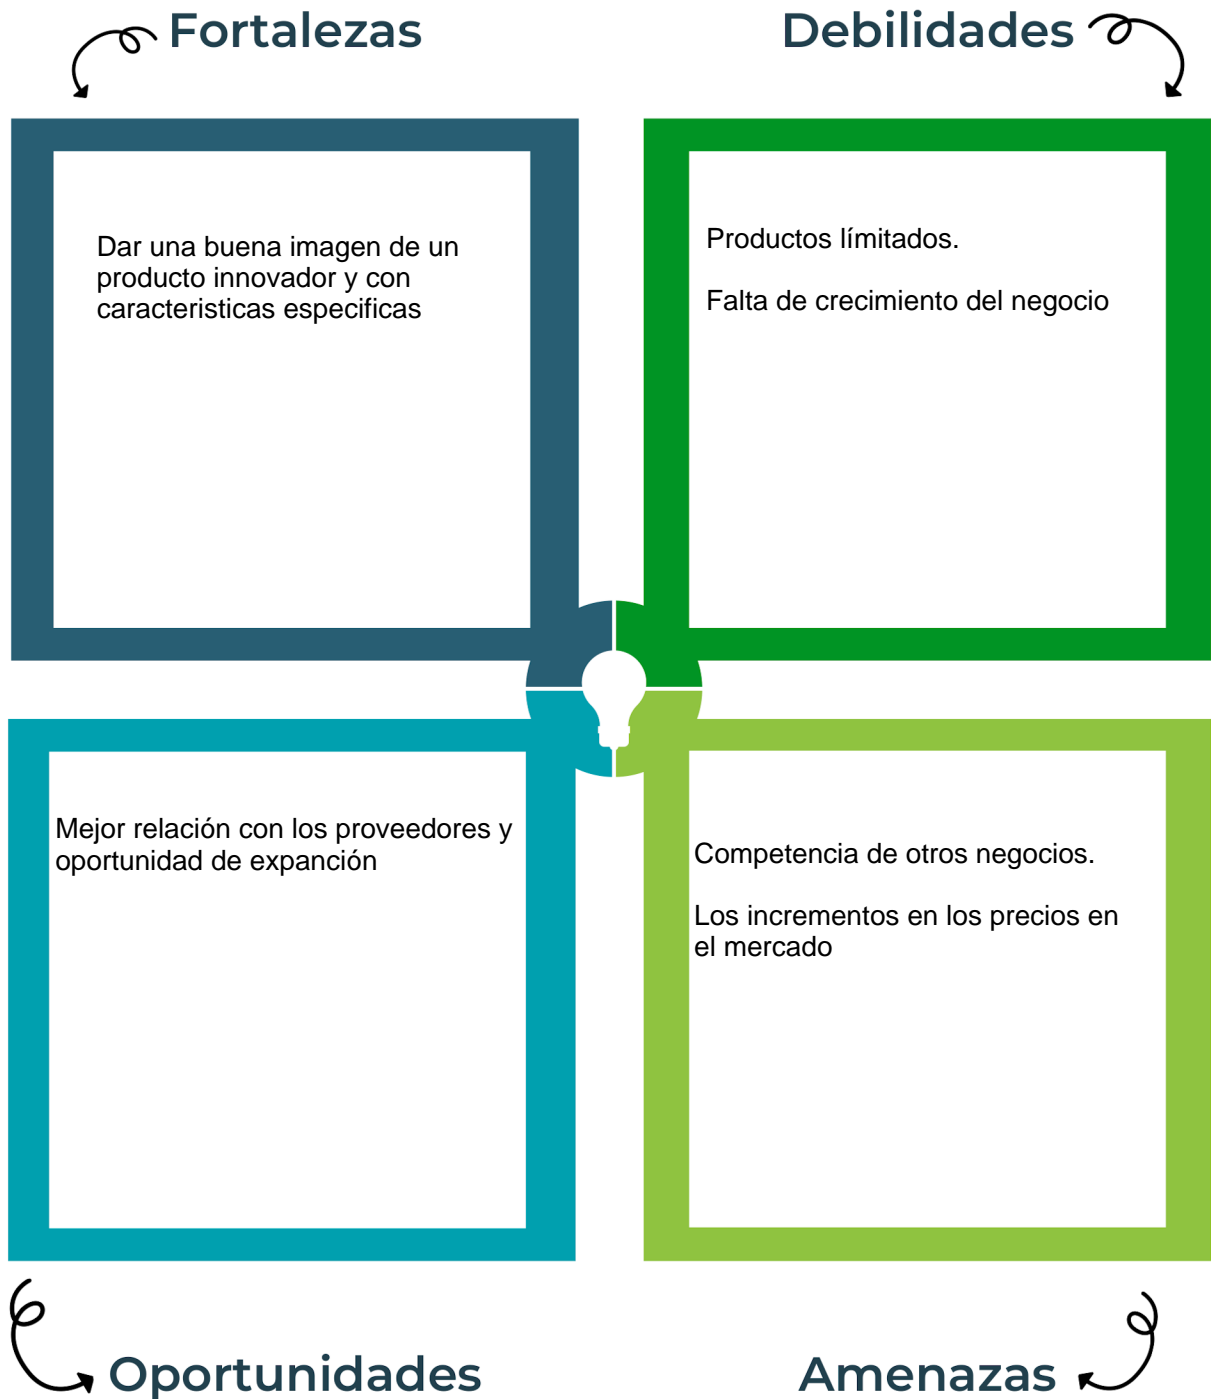 Fortalezas
Debilidades
Dar una buena imagen de un
producto innovador y con
caracteristicas especificas
Productos límitados.
Falta de crecimiento del negocio
Mejor relación con los proveedores y
oportunidad de expanción
Competencia de otros negocios.
Los incrementos en los precios en
el mercado
Oportunidades
Amenazas